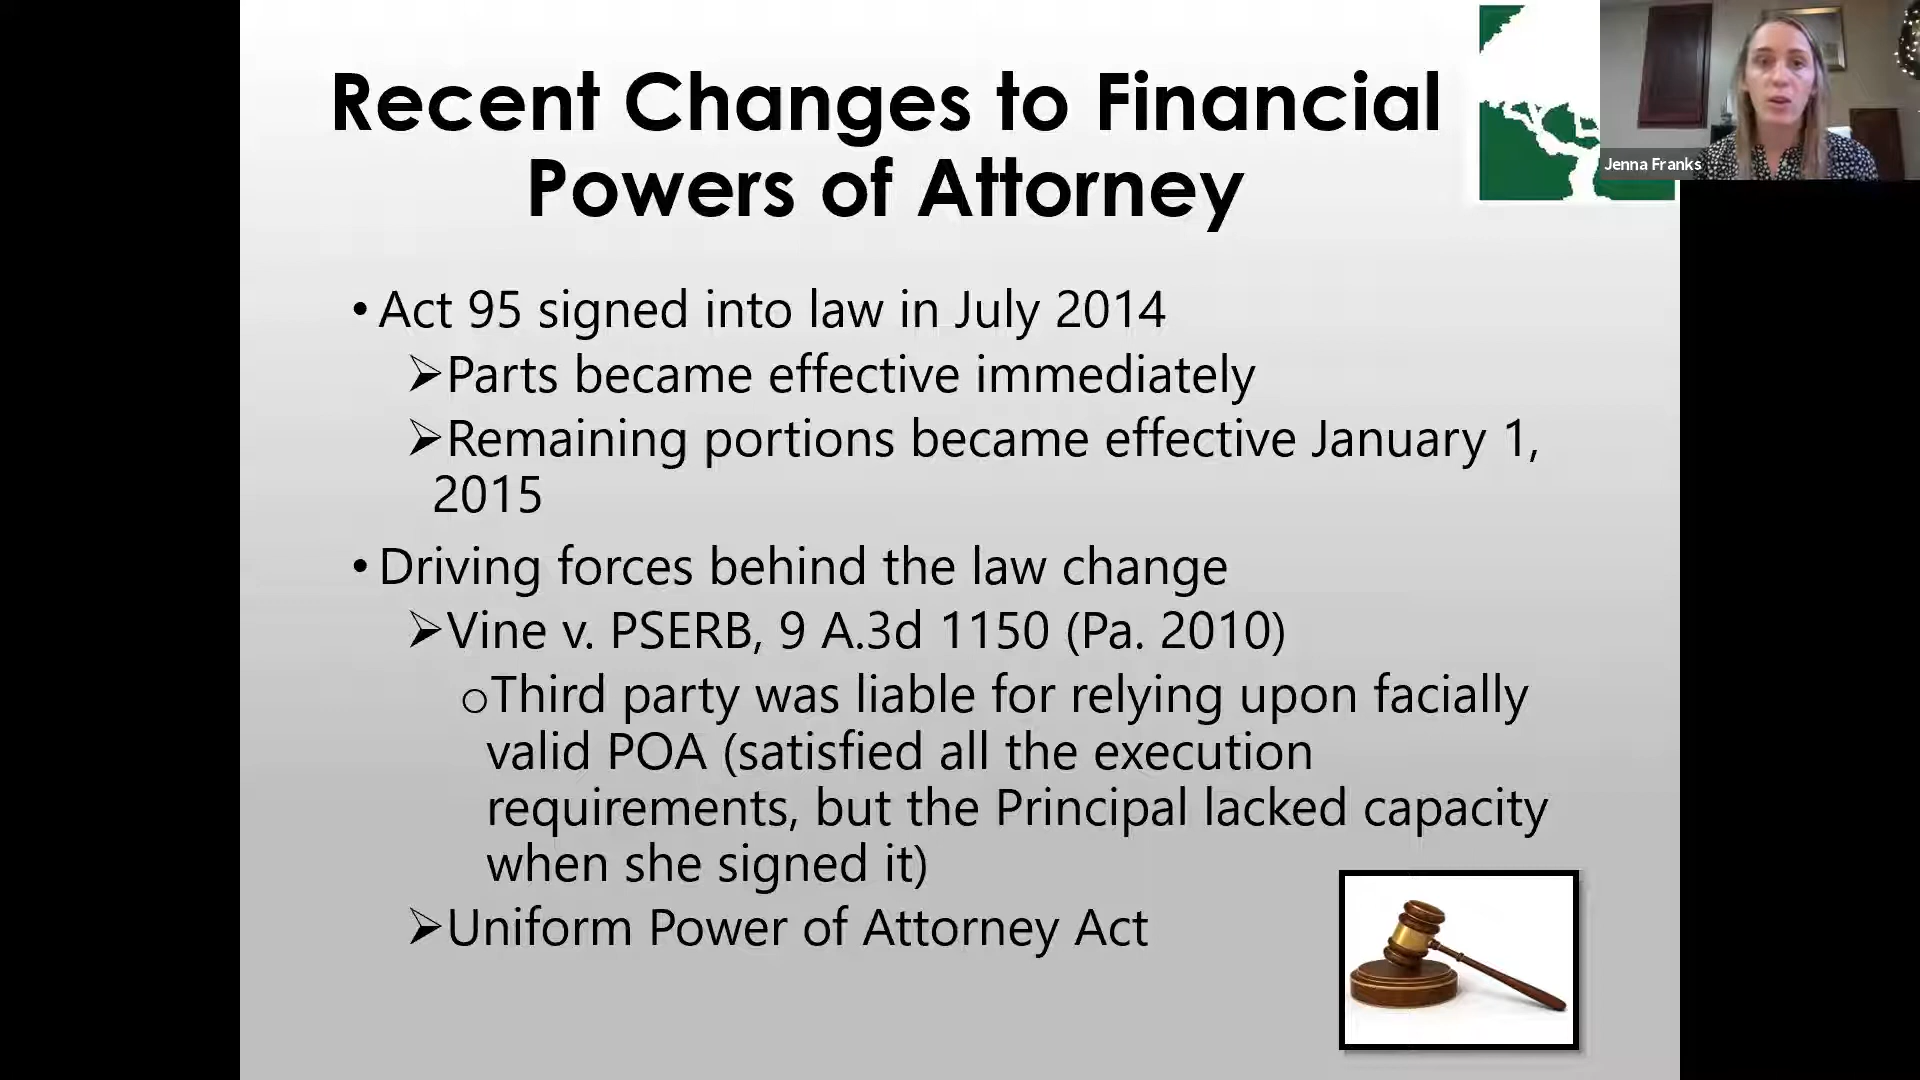 Recent Changes to Financial
Powers of Attorney
Jenna Franks
• Act 95 signed into law in July 2014
➢Parts became effective immediately
➢Remaining portions became effective January 1,
2015
• Driving forces behind the law change
➢Vine v. PSERB, 9 A.3d 1150 (Pa. 2010)
oThird party was liable for relying upon facially
valid POA (satisfied all the execution
requirements, but the Principal lacked capacity
when she signed it)
➢Uniform Power of Attorney Act